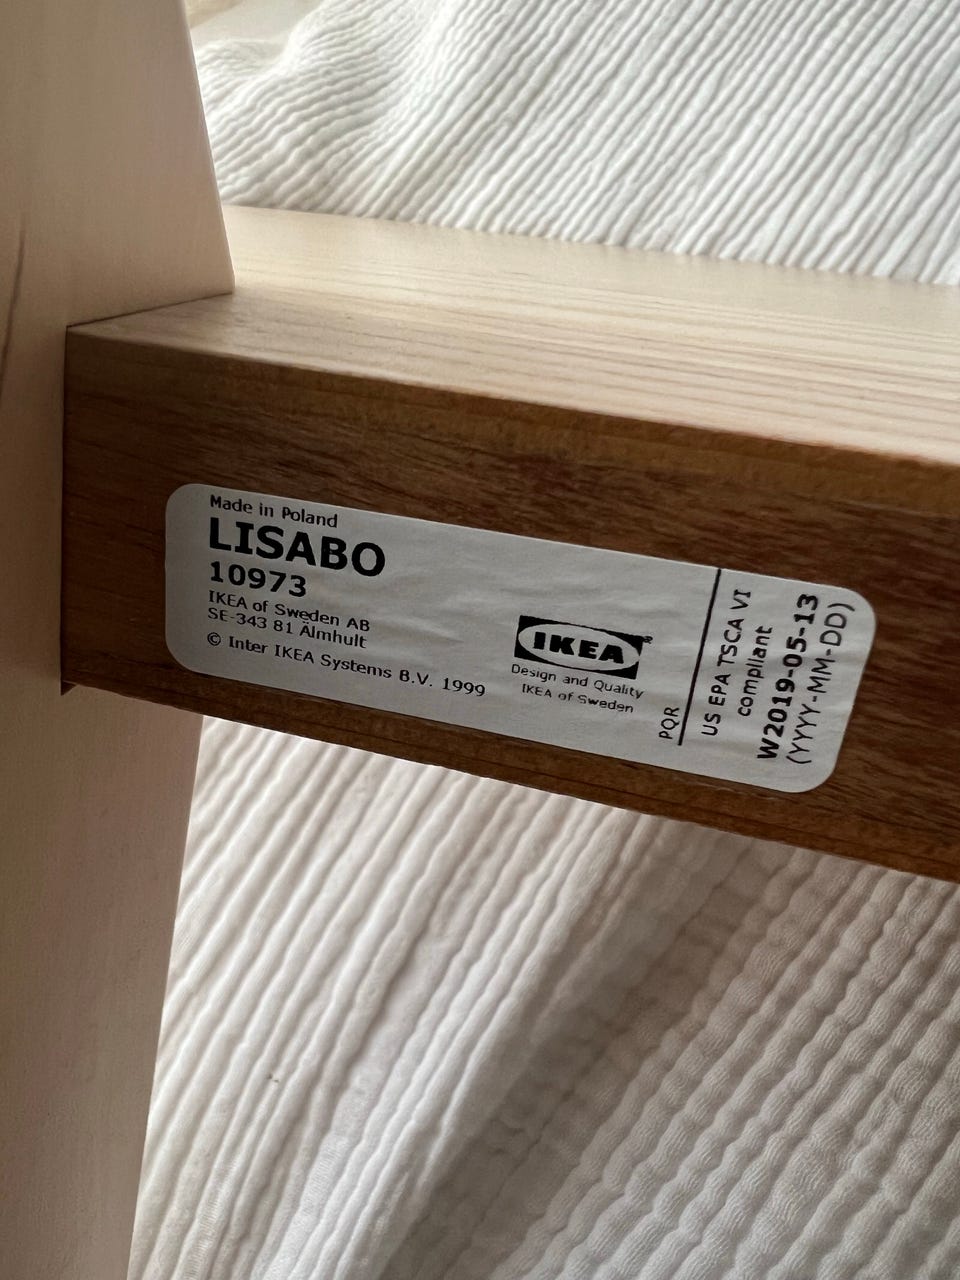 Made in Poland
LISABO
10973
IKEA of Sweden AB
SE-343 81 Älmhult
© Inter IKEA Systems B.V. 1999
IKEA®
Design and Quality
IKEA of Sweden
PQR
US EPA TSCA VI
compliant
W2019-05-13
(YYYY-MM-DD)